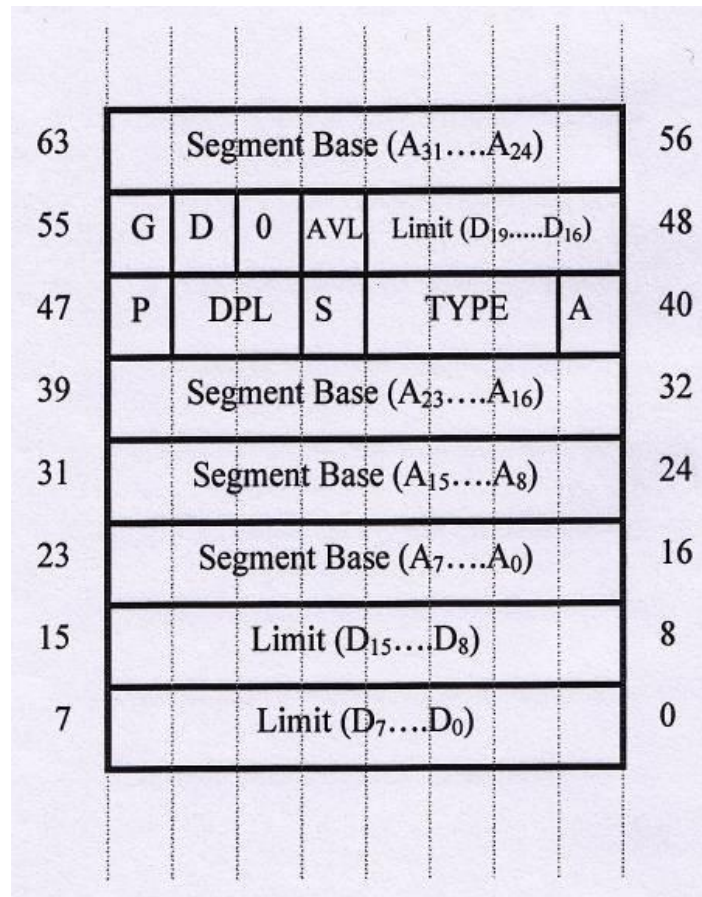 63 Segment Base (A₃₁....A₂₄) 56
55 G D 0 AVL Limit (D₁₉.....D₁₆) 48
47 P DPL S TYPE A 40
39 Segment Base (A₂₃....A₁₆) 32
31 Segment Base (A₁₅....A₈) 24
23 Segment Base (A₇....A₀) 16
15 Limit (D₁₅....D₈) 8
7 Limit (D₇....D₀) 0